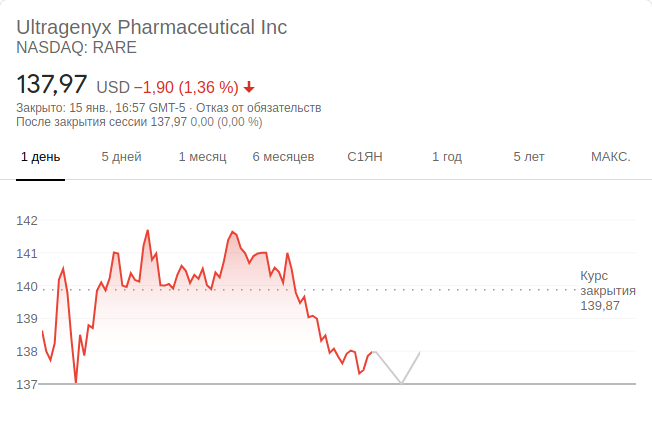 Ultragenyx Pharmaceutical Inc
NASDAQ: RARE
137,97 USD −1,90 (1,36 %)
Закрыто: 15 янв., 16:57 GMT-5 · Отказ от обязательств
После закрытия сессии 137,97 0,00 (0,00 %)
1 день 5 дней 1 месяц 6 месяцев С1ЯН 1 год 5 лет МАКС.
142
141
140
139
138
137
Курс
закрытия
139,87